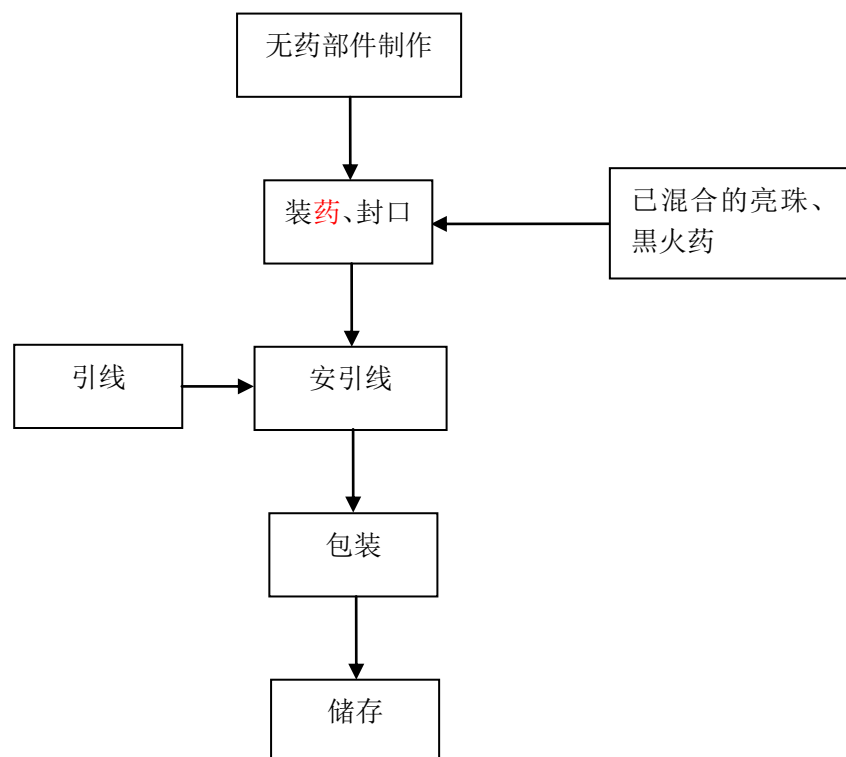 无药部件制作
装药、封口
已混合的亮珠、
黑火药
引线
安引线
包装
储存